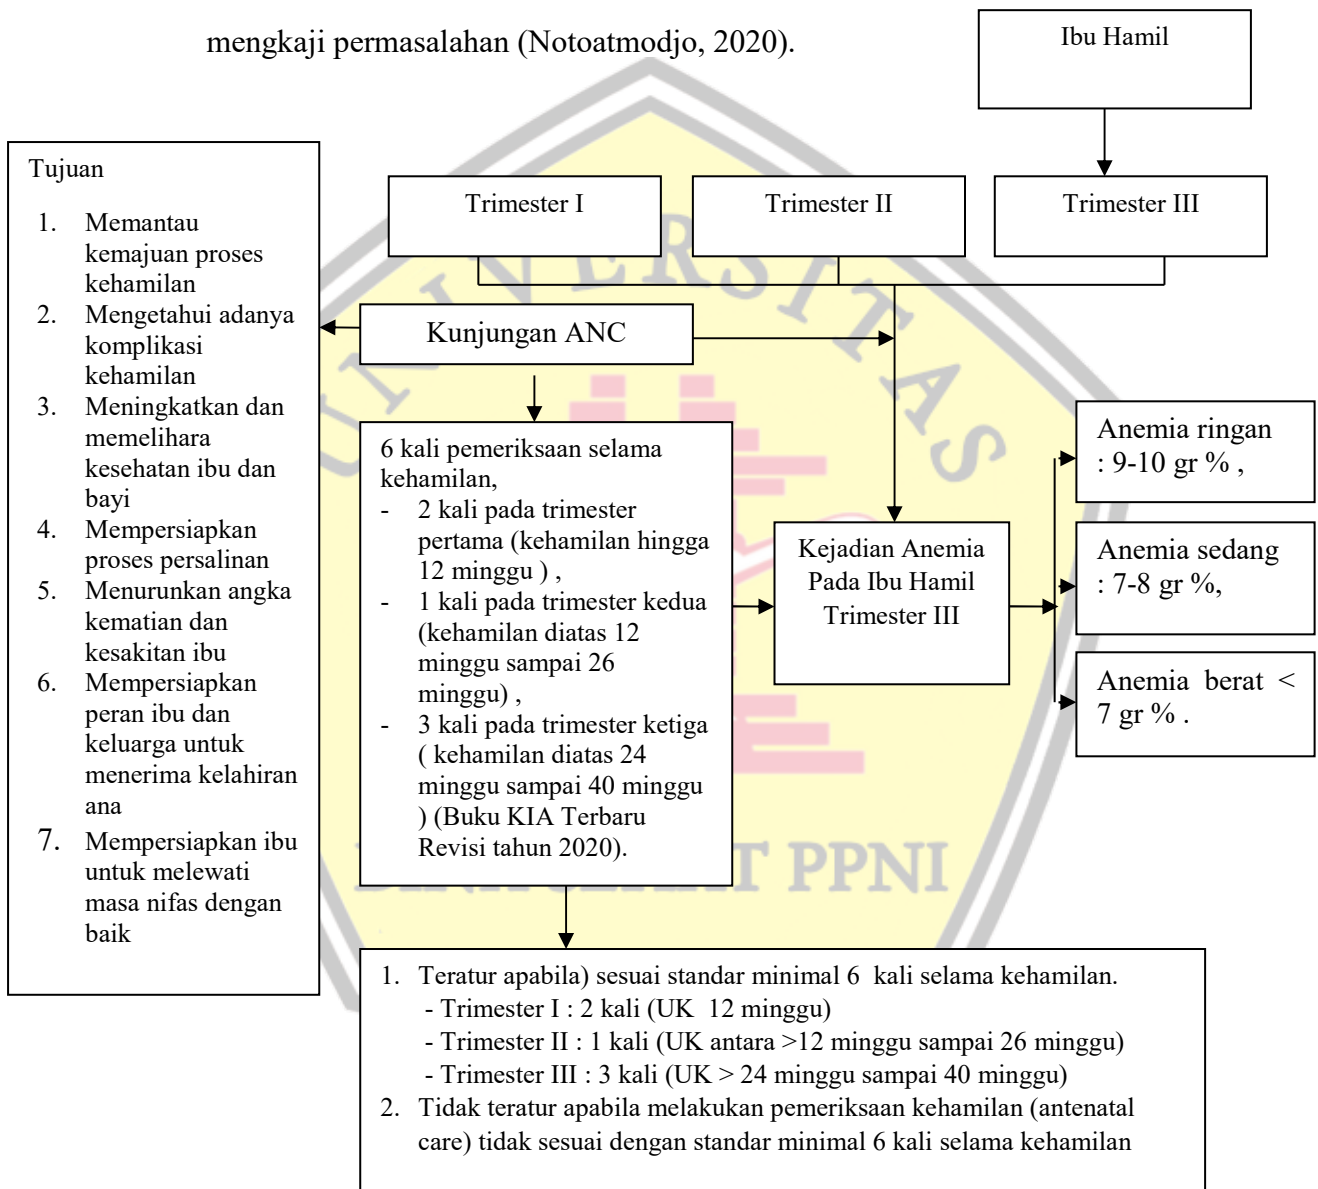 mengkaji permasalahan (Notoatmodjo, 2020).
Ibu Hamil
Trimester I
Trimester II
Trimester III
Tujuan
1. Memantau
kemajuan proses
kehamilan
2. Mengetahui adanya
komplikasi
kehamilan
3. Meningkatkan dan
memelihara
kesehatan ibu dan
bayi
4. Mempersiapkan
proses persalinan
5. Menurunkan angka
kematian dan
kesakitan ibu
6. Mempersiapkan
peran ibu dan
keluarga untuk
menerima kelahiran
ana
7. Mempersiapkan ibu
untuk melewati
masa nifas dengan
baik
Kunjungan ANC
6 kali pemeriksaan selama
kehamilan,
- 2 kali pada trimester
pertama (kehamilan hingga
12 minggu ) ,
- 1 kali pada trimester kedua
(kehamilan diatas 12
minggu sampai 26
minggu) ,
- 3 kali pada trimester ketiga
( kehamilan diatas 24
minggu sampai 40 minggu
) (Buku KIA Terbaru
Revisi tahun 2020).
Kejadian Anemia
Pada Ibu Hamil
Trimester III
Anemia ringan
: 9-10 gr % ,
Anemia sedang
: 7-8 gr %,
Anemia berat <
7 gr % .
1. Teratur apabila) sesuai standar minimal 6 kali selama kehamilan.
- Trimester I : 2 kali (UK 12 minggu)
- Trimester II : 1 kali (UK antara >12 minggu sampai 26 minggu)
- Trimester III : 3 kali (UK > 24 minggu sampai 40 minggu)
2. Tidak teratur apabila melakukan pemeriksaan kehamilan (antenatal
care) tidak sesuai dengan standar minimal 6 kali selama kehamilan
UNIVERSITAS
PPNI